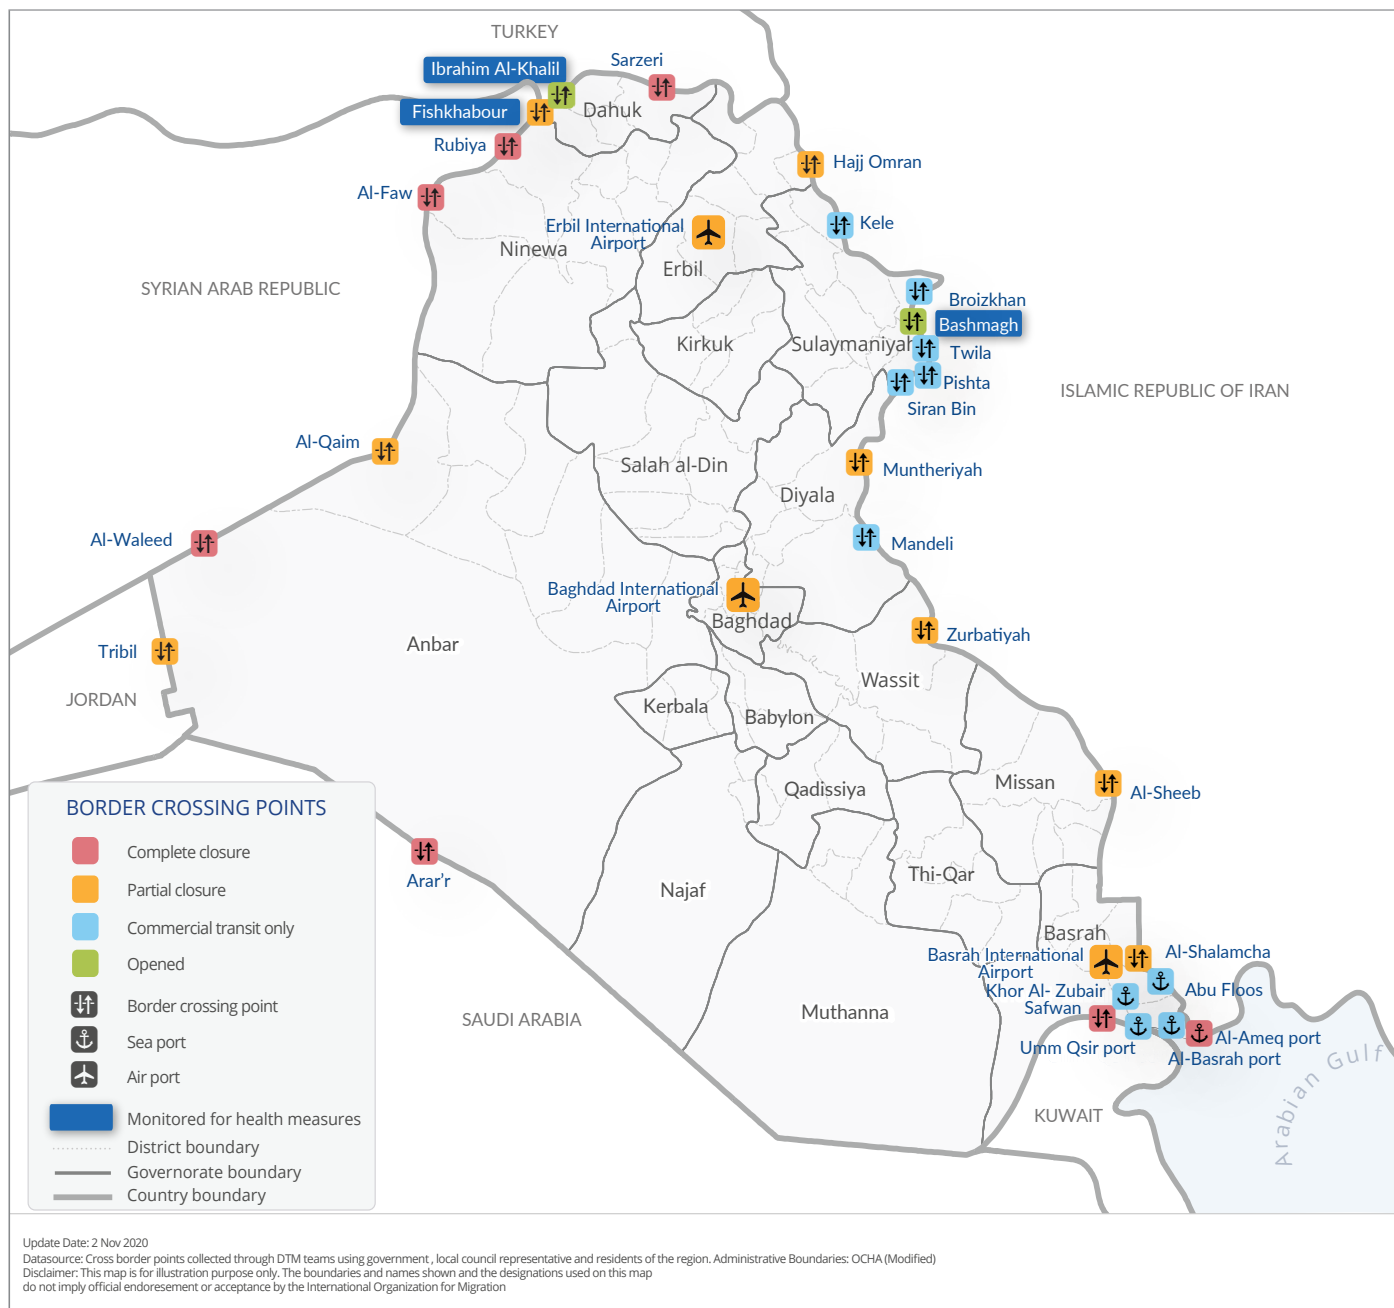 TURKEY
Ibrahim Al-Khalil
Sarzeri
Fishkhabour
Dahuk
Rubiya
Hajj Omran
Al-Faw
Kele
Erbil International
Airport
Ninewa
Erbil
SYRIAN ARAB REPUBLIC
Broizkhan
Bashmagh
Kirkuk
Sulaymaniyah
Twila
Pishta
ISLAMIC REPUBLIC OF IRAN
Siran Bin
Al-Qaim
Salah al-Din
Muntheriyah
Diyala
Al-Waleed
Mandeli
Baghdad International
Airport
Baghdad
Anbar
Zurbatiyah
Tribil
Wassit
JORDAN
Kerbala
Babylon
Missan
Qadissiya
Al-Sheeb
BORDER CROSSING POINTS
Complete closure
Partial closure
Commercial transit only
Opened
Border crossing point
Sea port
Air port
Monitored for health measures
District boundary
Governorate boundary
Country boundary
Arar'r
Najaf
Thi-Qar
Basrah
Basrah International
Airport
Al-Shalamcha
Khor Al- Zubair
Abu Floos
Safwan
Muthanna
SAUDI ARABIA
Umm Qsir port
Al-Ameq port
Al-Basrah port
KUWAIT
Arabian Gulf
Update Date: 2 Nov 2020
Datasource: Cross border points collected through DTM teams using government , local council representative and residents of the region. Administrative Boundaries: OCHA (Modified)
Disclaimer: This map is for illustration purpose only. The boundaries and names shown and the designations used on this map
do not imply official endoresement or acceptance by the International Organization for Migration